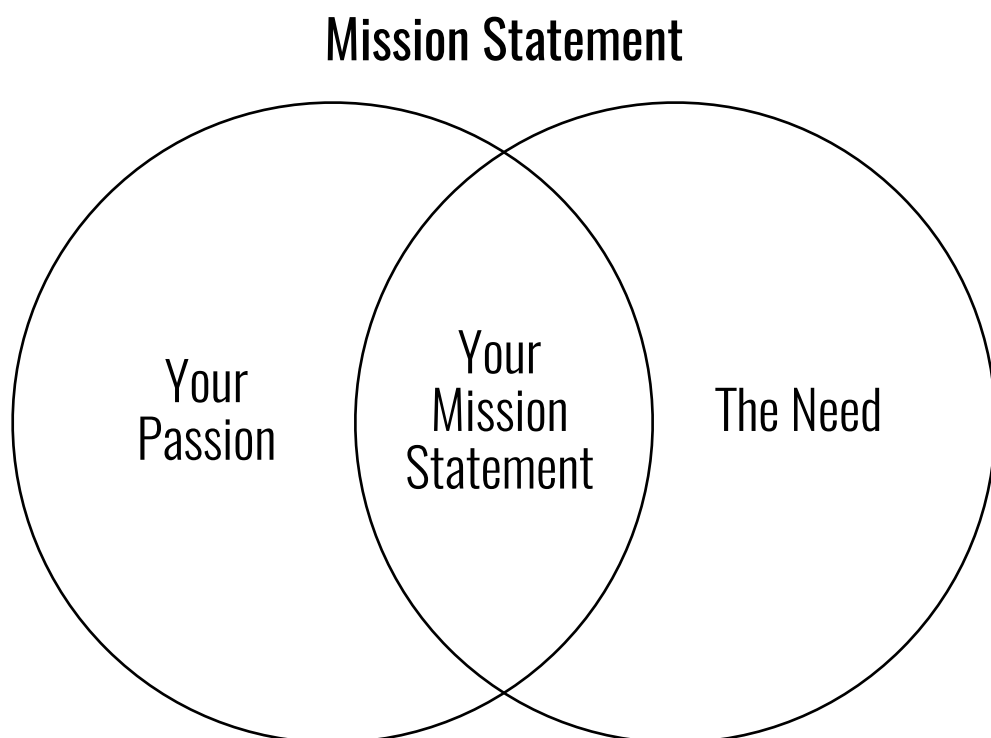 Mission Statement
Your
Passion
Your
Mission
Statement
The Need